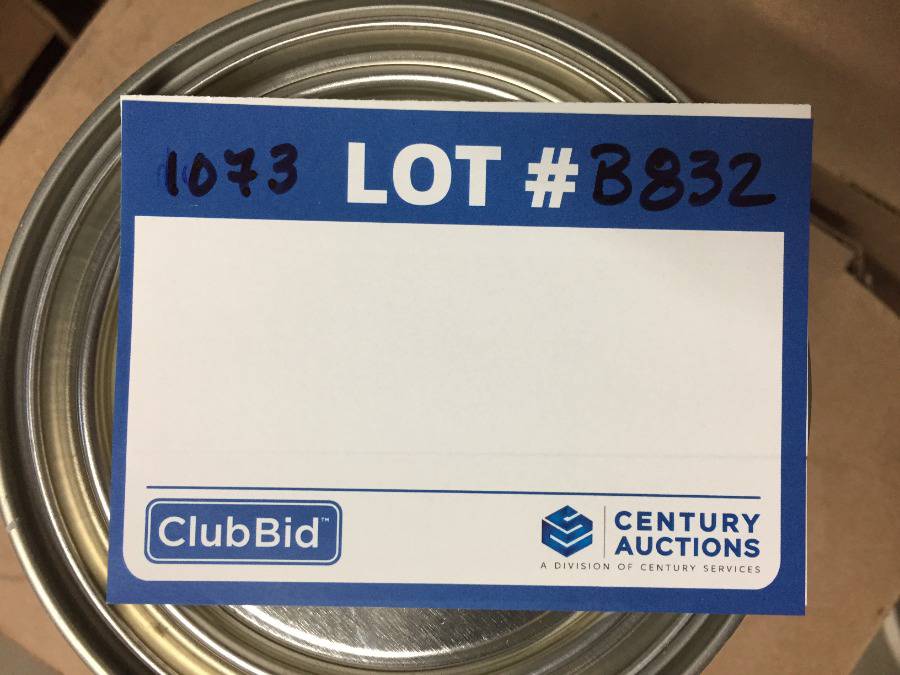 1073 LOT #B832
ClubBid™
CENTURY
AUCTIONS
A DIVISION OF CENTURY SERVICES